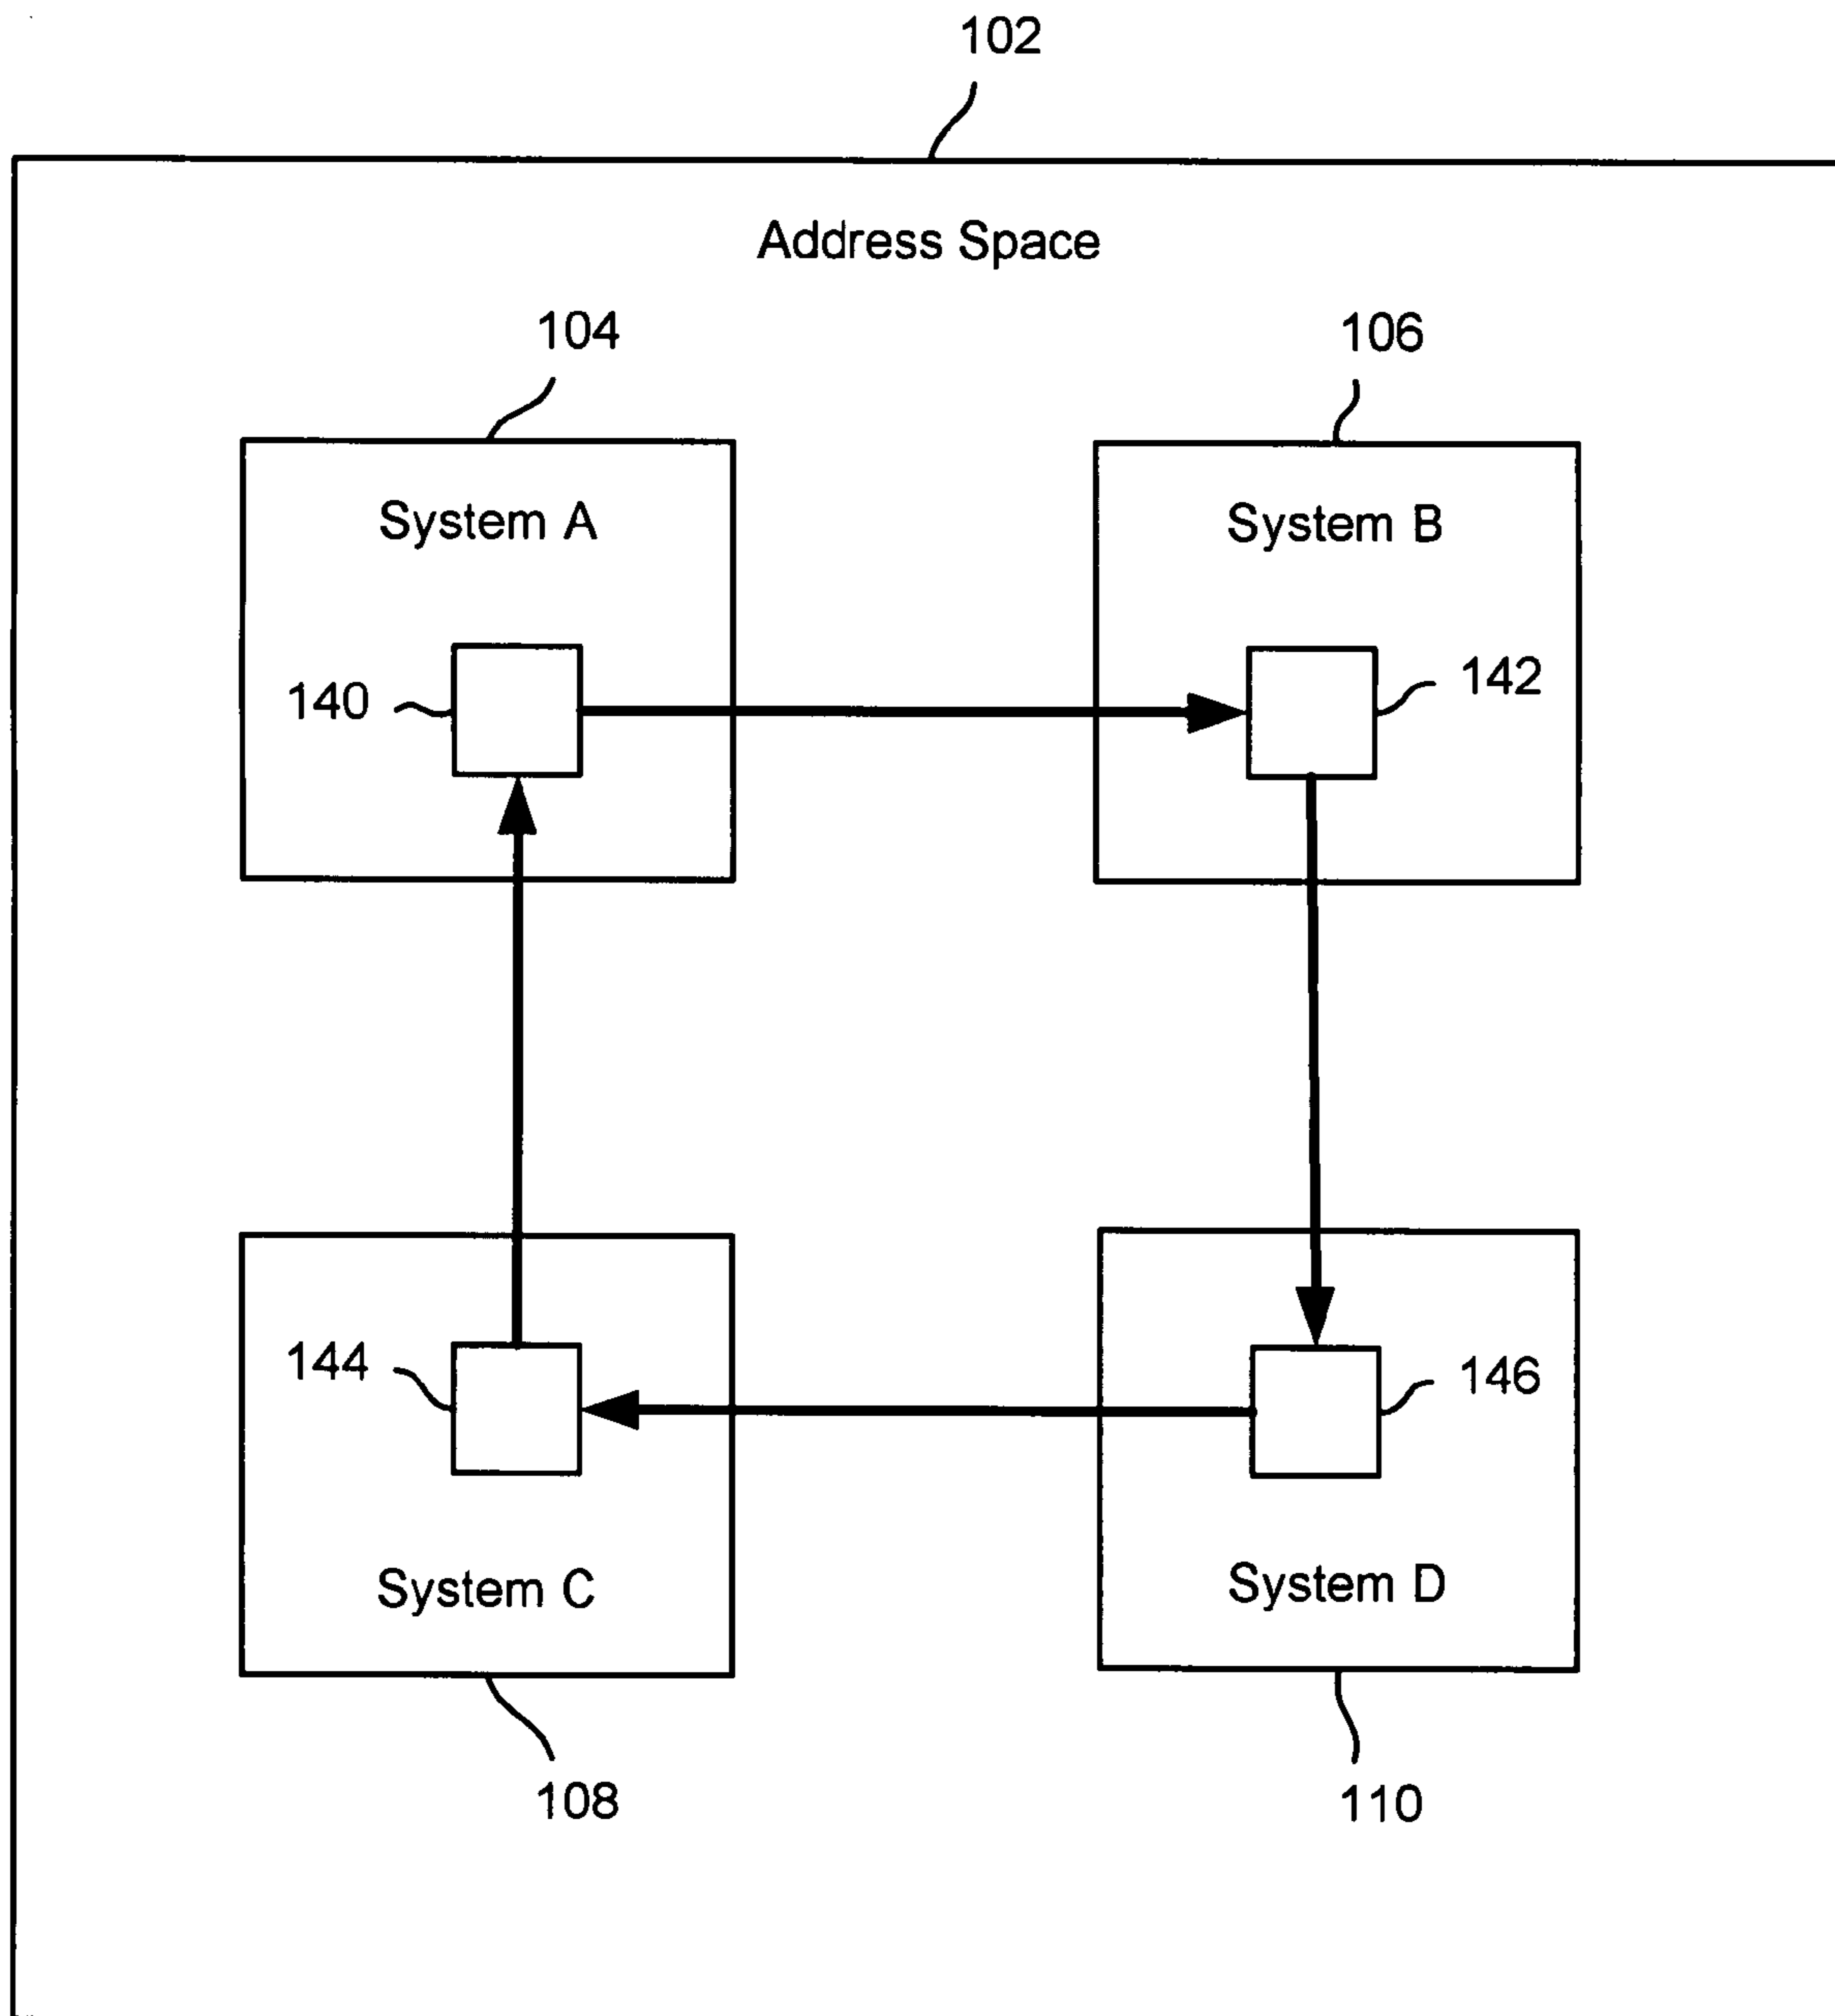 102
Address Space
104
106
System A
System B
140
142
144
146
System C
System D
108
110